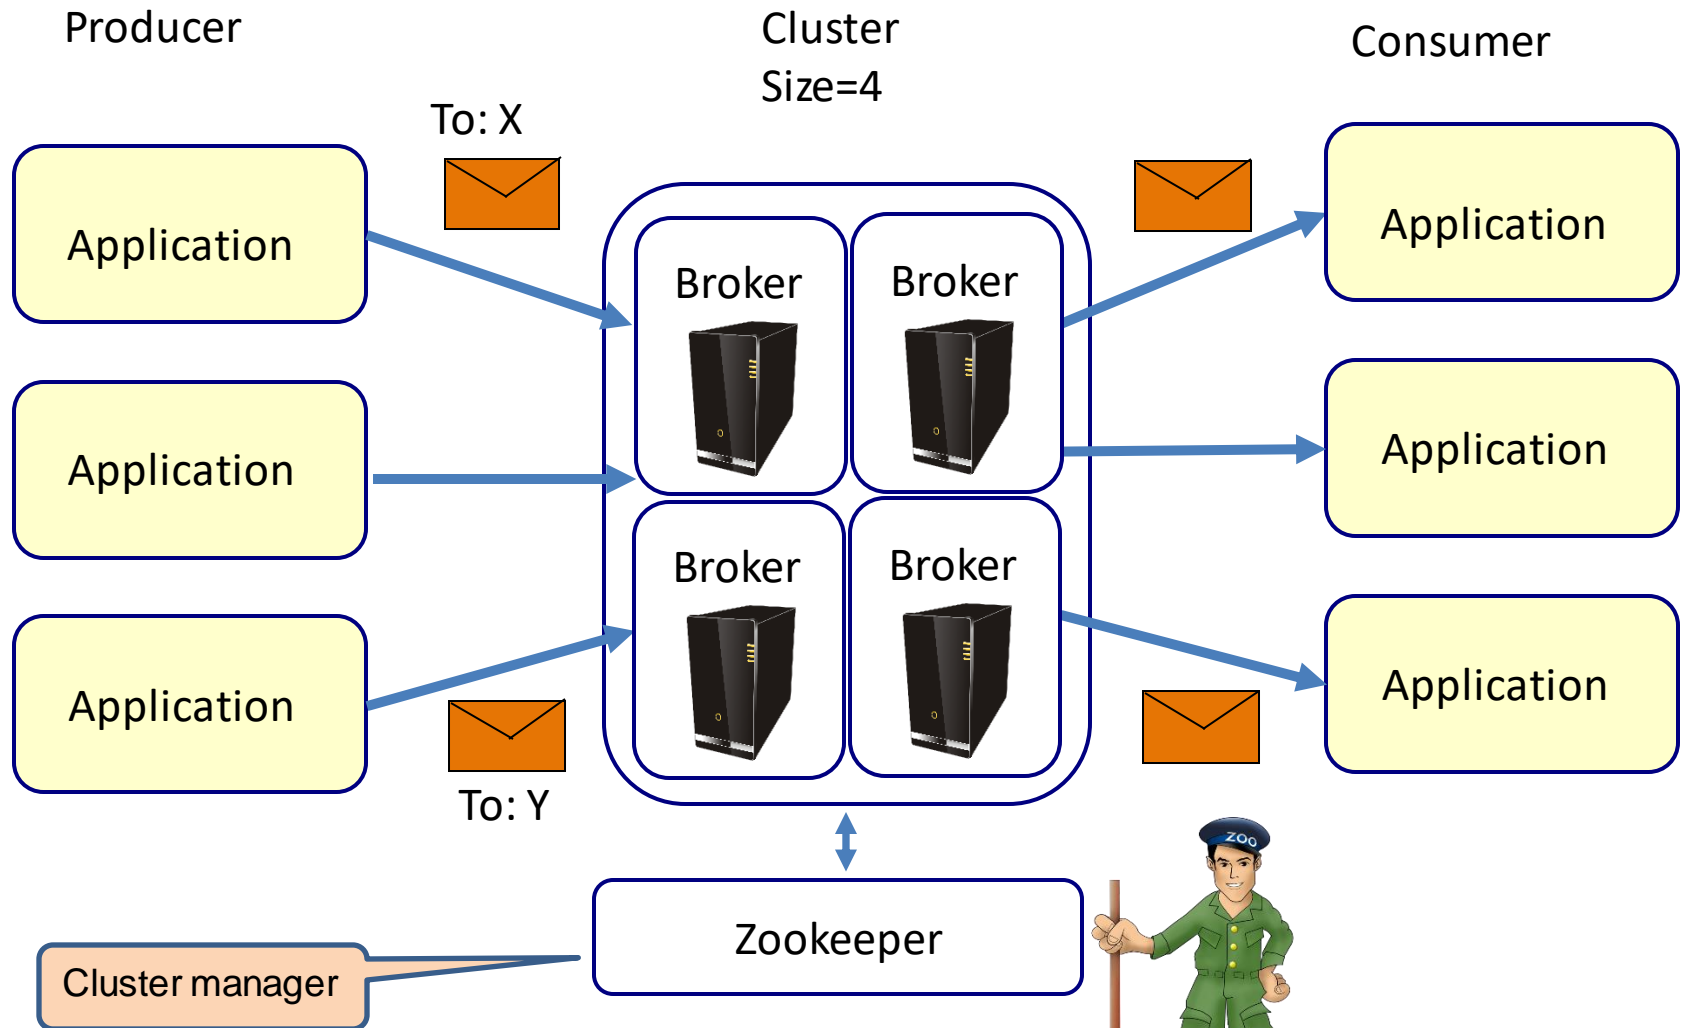 Producer
Cluster
Size=4
Consumer
To: X
Application
Broker
Broker
Application
Application
Application
Broker
Broker
Application
Application
To: Y
ZOO
Zookeeper
Cluster manager